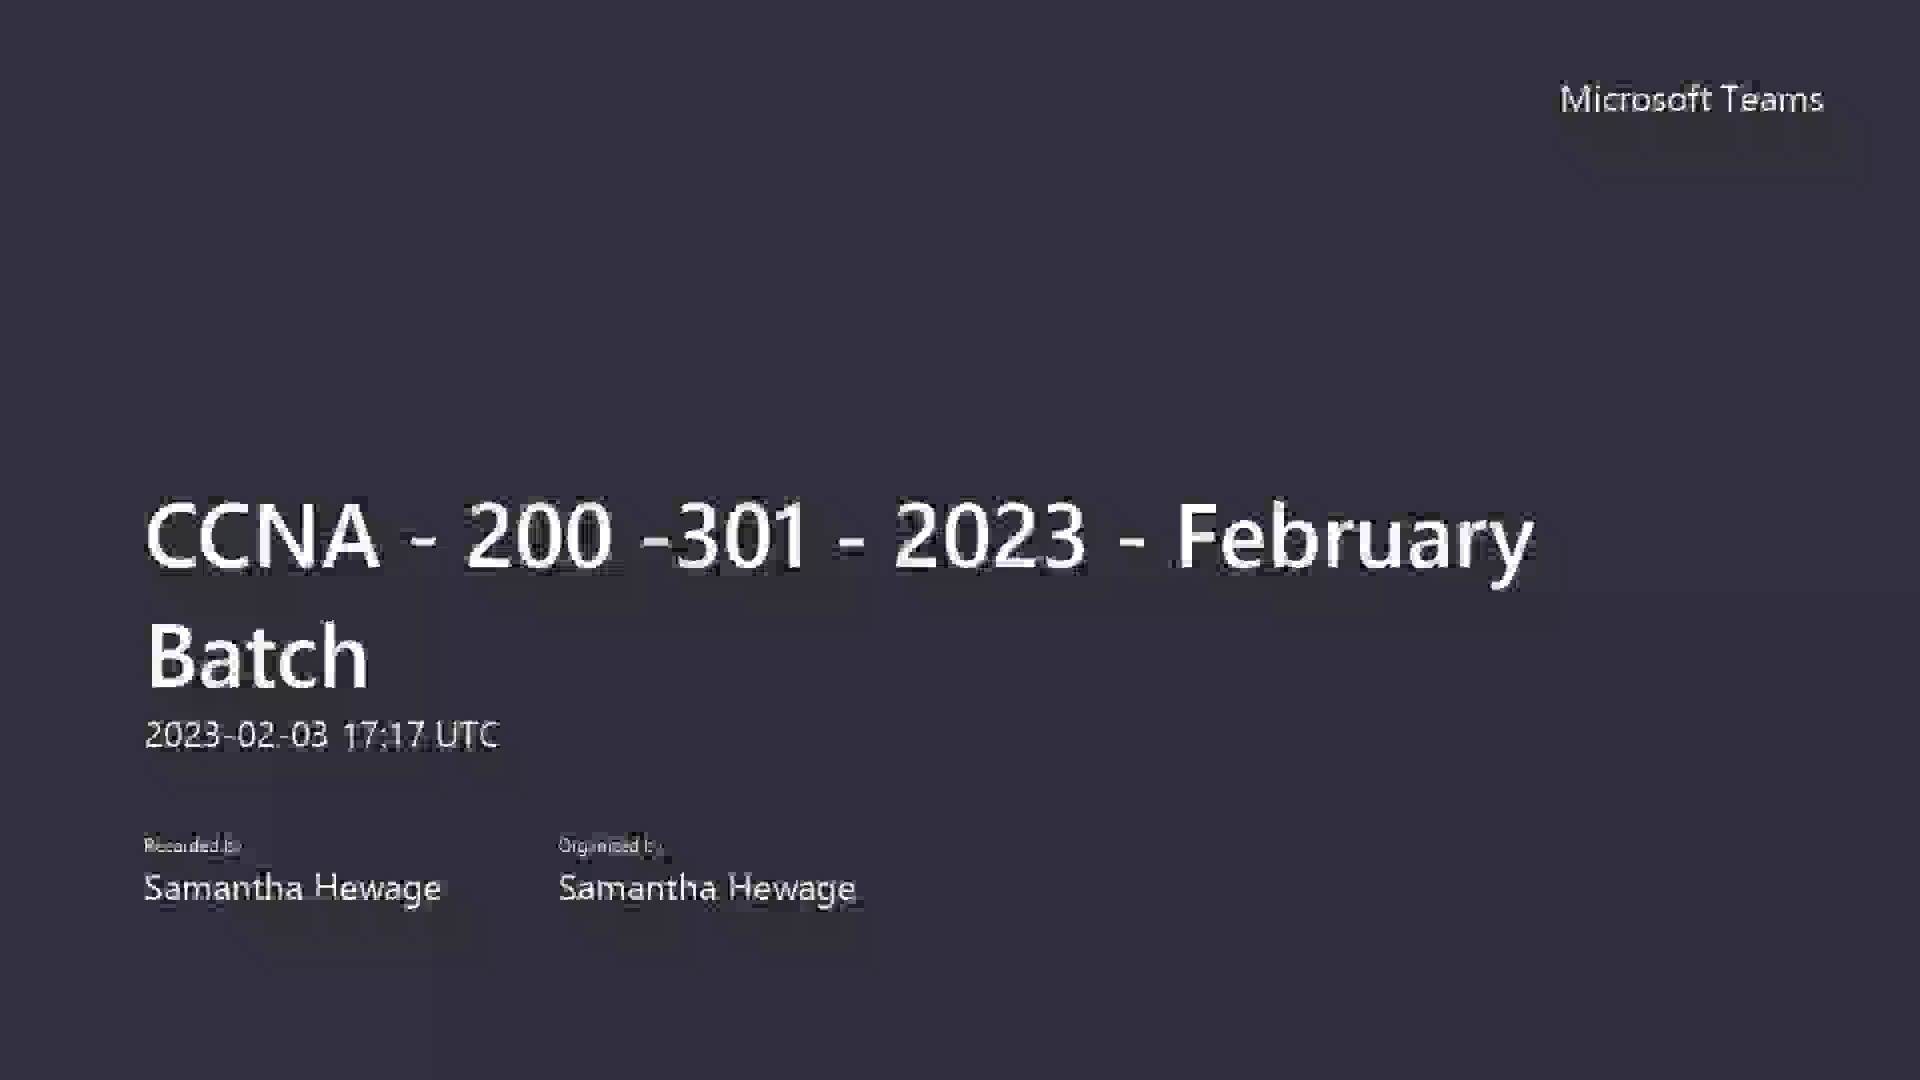 Microsoft Teams
CCNA - 200 -301 - 2023 - February
Batch
2023-02-03 17:17 UTC
Recorded by
Organized by
Samantha Hewage
Samantha Hewage